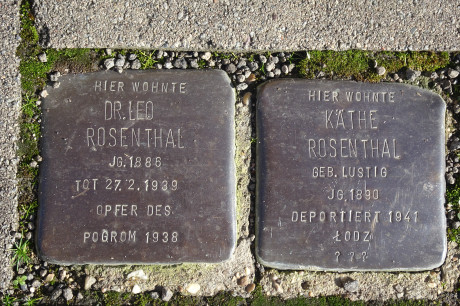 HIER WOHNTE
DR. LEO
ROSENTHAL
JG. 1886
TOT 27.2.1939
OPFER DES
POGROM 1938
HIER WOHNTE
KÄTHE
ROSENTHAL
GEB. LUSTIG
JG. 1890
DEPORTIERT 1941
ŁODZ
? ? ?